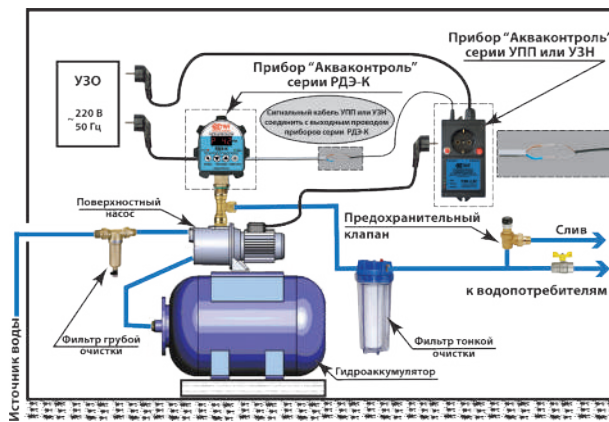 УЗО
~ 220 В
50 Гц
Прибор "Акваконтроль"
серии РДЭ-К
Сигнальный кабель УПП или УЗН
соединить с выходным проводом
приборов серии РДЭ-К
Прибор "Акваконтроль"
серии УПП или УЗН
Поверхностный
насос
Предохранительный
клапан
Слив
к водопотребителям
Источник воды
Фильтр грубой
очистки
Фильтр тонкой
очистки
Гидроаккумулятор